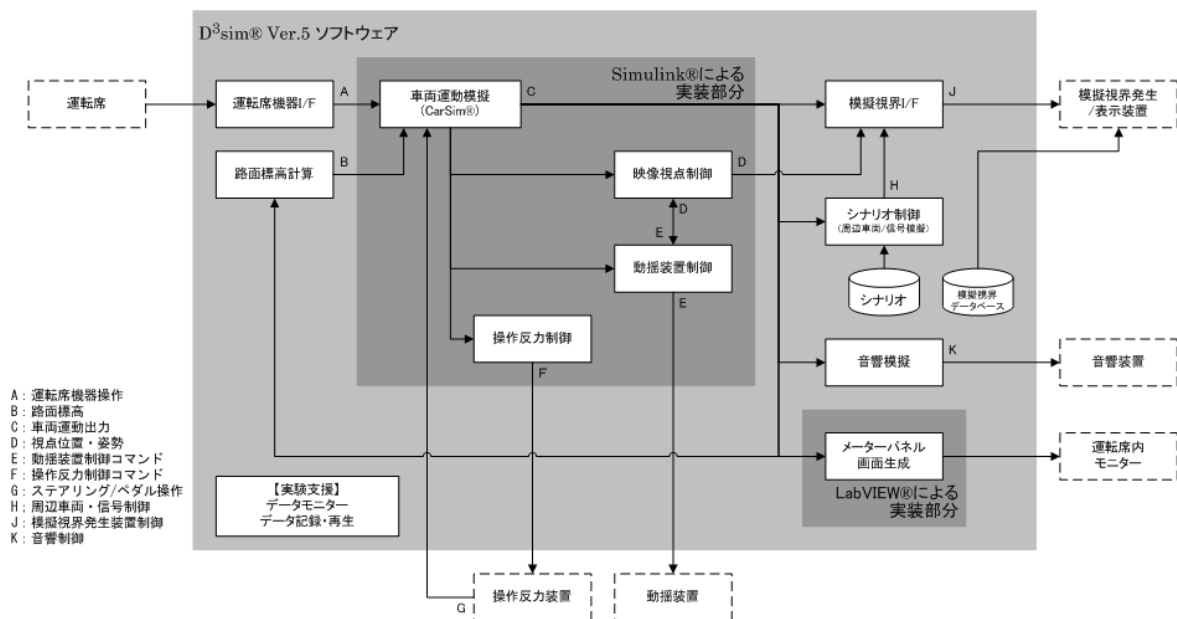 D³sim® Ver.5 ソフトウェア
Simulink®による
実装部分
運転席
運転席機器I/F
A
車両運動模擬
(CarSim®)
C
模擬視界I/F
J
模擬視界発生
/表示装置
路面標高計算
B
映像視点制御
D
H
D
E
シナリオ制御
(周辺車両/信号模擬)
動揺装置制御
E
シナリオ
模擬視界
データベース
操作反力制御
F
音響模擬
K
音響装置
メーターパネル
画面生成
運転席内
モニター
LabVIEW®による
実装部分
A:運転席機器操作
B:路面標高
C:車両運動出力
D:視点位置・姿勢
E:動揺装置制御コマンド
F:操作反力制御コマンド
G:ステアリング/ペダル操作
H:周辺車両・信号制御
J:模擬視界発生装置制御
K:音響制御
【実験支援】
データモニター
データ記録・再生
G
操作反力装置
動揺装置